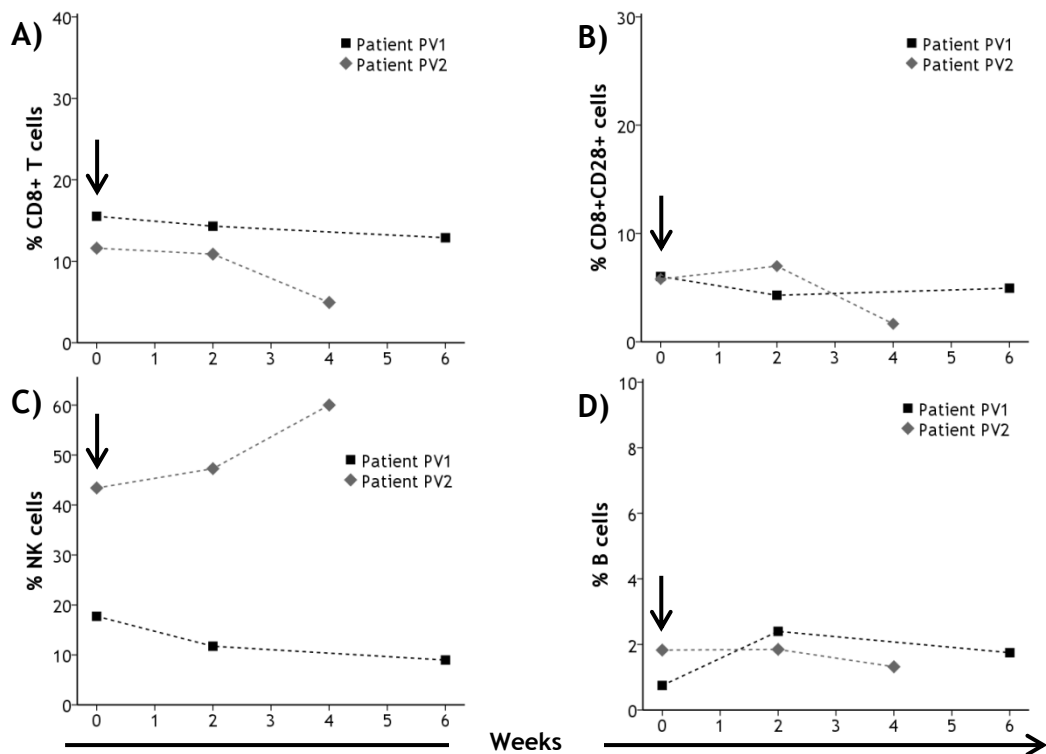 A)
% CD8+ T cells
40
30
20
10
0
Patient PV1
Patient PV2
0 1 2 3 4 5 6
B)
% CD8+CD28+ cells
30
20
10
0
Patient PV1
Patient PV2
0 1 2 3 4 5 6
C)
% NK cells
60
50
40
30
20
10
0
Patient PV1
Patient PV2
0 1 2 3 4 5 6
D)
% B cells
10
8
6
4
2
0
Patient PV1
Patient PV2
0 1 2 3 4 5 6
Weeks